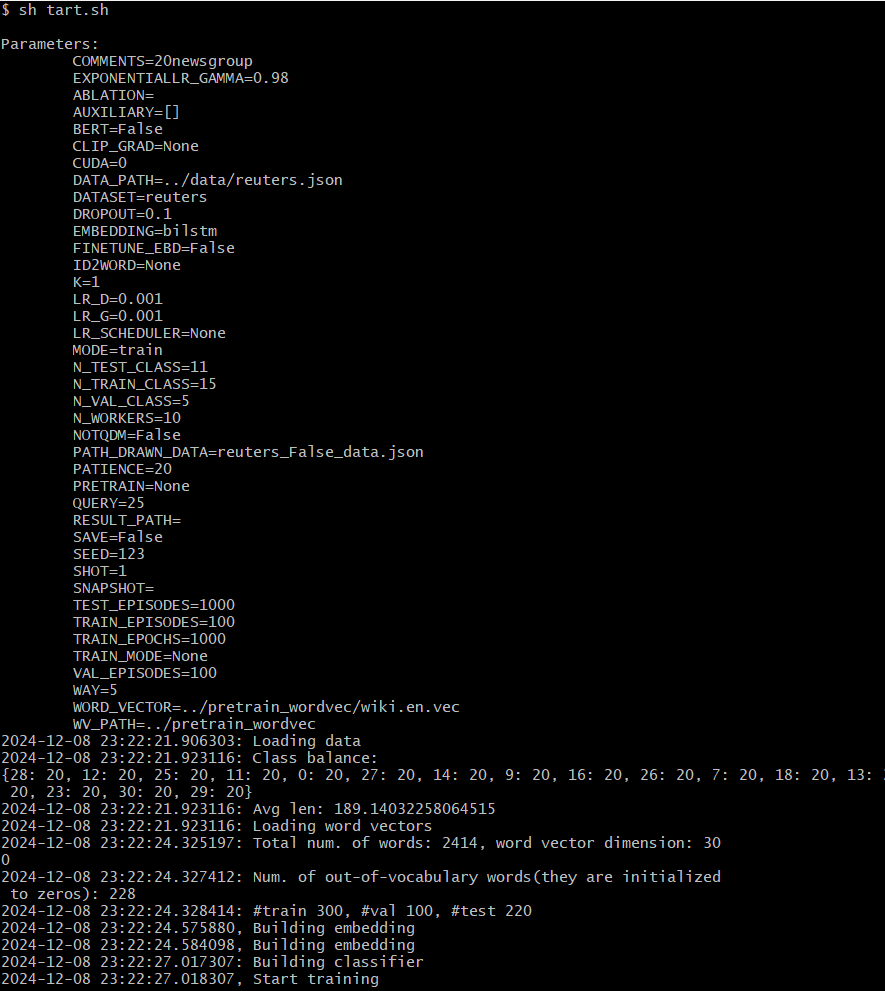 $ sh tart.sh
Parameters:
COMMENTS=20newsgroup
EXPONENTIALLR_GAMMA=0.98
ABLATION=
AUXILIARY=[]
BERT=False
CLIP_GRAD=None
CUDA=0
DATA_PATH=../data/reuters.json
DATASET=reuters
DROPOUT=0.1
EMBEDDING=bilstm
FINETUNE_EBD=False
ID2WORD=None
K=1
LR_D=0.001
LR_G=0.001
LR_SCHEDULER=None
MODE=train
N_TEST_CLASS=11
N_TRAIN_CLASS=15
N_VAL_CLASS=5
N_WORKERS=10
NOTQDM=False
PATH_DRAWN_DATA=reuters_False_data.json
PATIENCE=20
PRETRAIN=None
QUERY=25
RESULT_PATH=
SAVE=False
SEED=123
SHOT=1
SNAPSHOT=
TEST_EPISODES=1000
TRAIN_EPISODES=100
TRAIN_EPOCHS=1000
TRAIN_MODE=None
VAL_EPISODES=100
WAY=5
WORD_VECTOR=../pretrain_wordvec/wiki.en.vec
WV_PATH=../pretrain_wordvec
2024-12-08 23:22:21.906303: Loading data
2024-12-08 23:22:21.923116: Class balance:
{28: 20, 12: 20, 25: 20, 11: 20, 0: 20, 27: 20, 14: 20, 9: 20, 16: 20, 26: 20, 7: 20, 18: 20, 13:
20, 23: 20, 30: 20, 29: 20}
2024-12-08 23:22:21.923116: Avg len: 189.14032258064515
2024-12-08 23:22:21.923116: Loading word vectors
2024-12-08 23:22:24.325197: Total num. of words: 2414, word vector dimension: 30
0
2024-12-08 23:22:24.327412: Num. of out-of-vocabulary words(they are initialized
to zeros): 228
2024-12-08 23:22:24.328414: #train 300, #val 100, #test 220
2024-12-08 23:22:24.575880, Building embedding
2024-12-08 23:22:24.584098, Building embedding
2024-12-08 23:22:27.017307: Building classifier
2024-12-08 23:22:27.018307, Start training